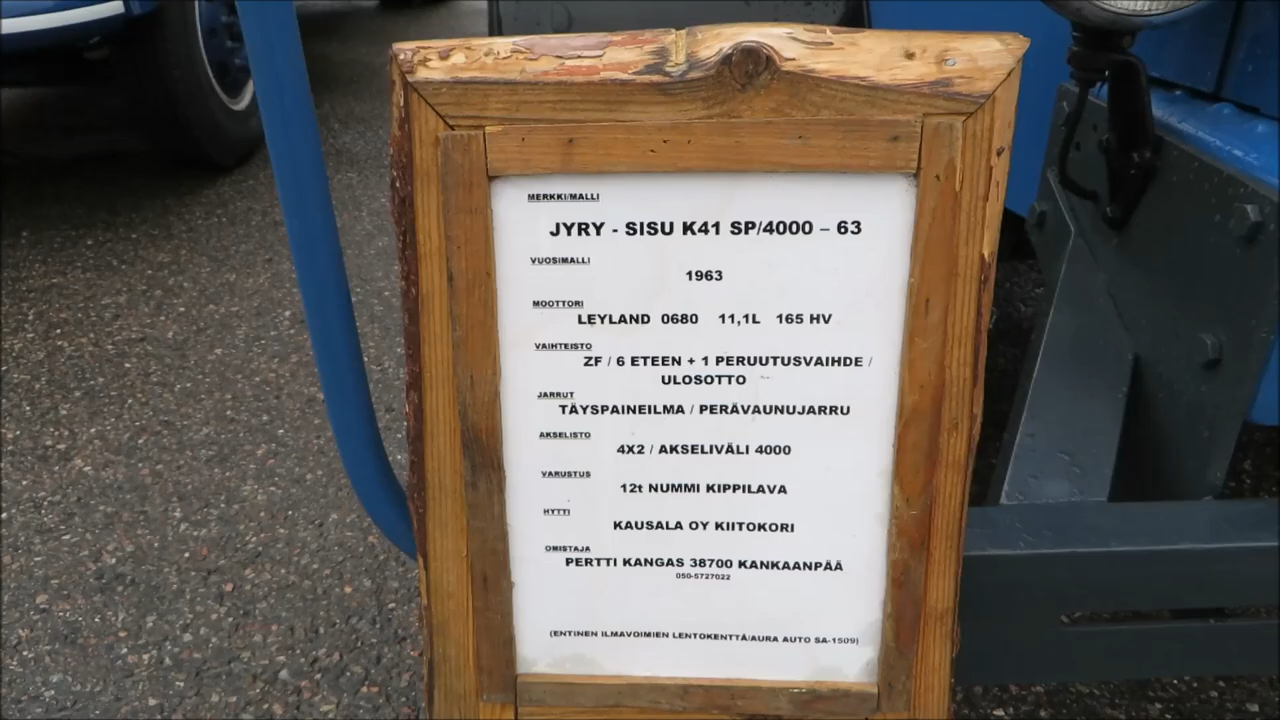 MERKKI/MALLI
JYRY - SISU K41 SP/4000 – 63
VUOSIMALLI
1963
MOOTTORI
LEYLAND 0680 11,1L 165 HV
VAIHTEISTO
ZF / 6 ETEEN + 1 PERUUTUSVAIHDE /
ULOSOTTO
JARRUT
TÄYSPAINEILMA / PERÄVAUNUJARRU
AKSELISTO
4X2 / AKSELIVÄLI 4000
VARUSTUS
12t NUMMI KIPPILAVA
HYTTI
KAUSALA OY KIITOKORI
OMISTAJA
PERTTI KANGAS 38700 KANKAANPÄÄ
050-5727022
(ENTINEN ILMAVOIMIEN LENTOKENTTÄ/AURA AUTO SA-1509)